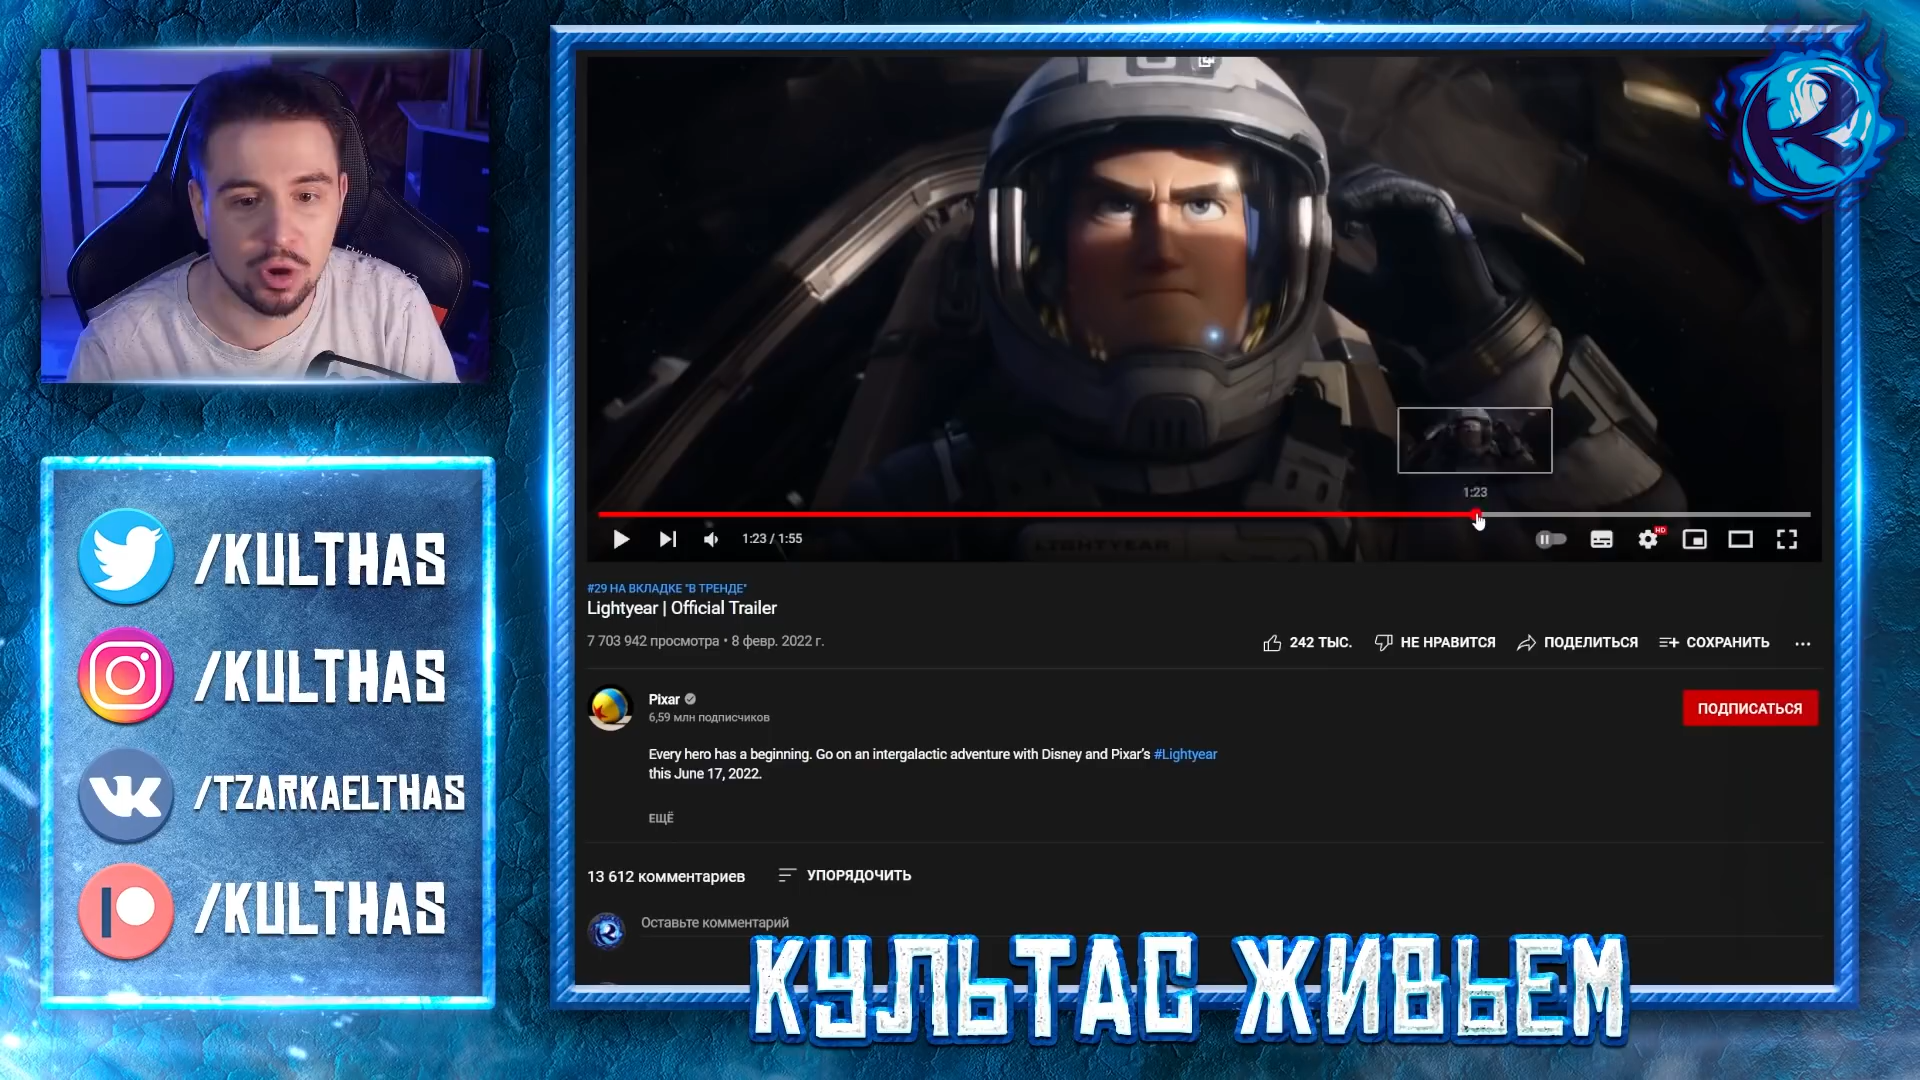 /KULTHAS
/KULTHAS
/TZARKAELTHAS
/KULTHAS
1:23
1:23 / 1:55
HD
LIGHTYEAR
#29 НА ВКЛАДКЕ "В ТРЕНДЕ"
Lightyear | Official Trailer
7 703 942 просмотра • 8 февр. 2022 г.
242 ТЫС.
НЕ НРАВИТСЯ
ПОДЕЛИТЬСЯ
СОХРАНИТЬ
Pixar
6,59 млн подписчиков
ПОДПИСАТЬСЯ
Every hero has a beginning. Go on an intergalactic adventure with Disney and Pixar’s #Lightyear
this June 17, 2022.
ЕЩЁ
13 612 комментариев
УПОРЯДОЧИТЬ
Оставьте комментарий
КУЛЬТАС ЖИВЬЕМ